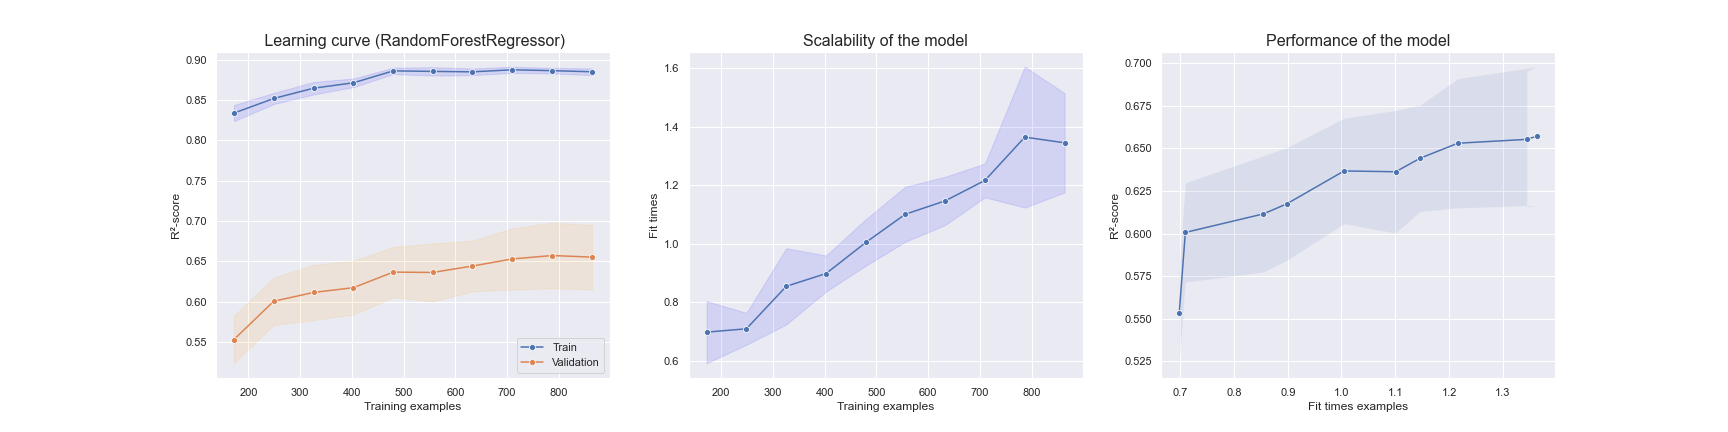 Learning curve (RandomForestRegressor)
0.90
0.85
0.80
0.75
0.70
0.65
0.60
0.55
R²-score
200 300 400 500 600 700 800
Training examples
Train
Validation
Scalability of the model
1.6
1.4
1.2
1.0
0.8
0.6
Fit times
200 300 400 500 600 700 800
Training examples
Performance of the model
0.700
0.675
0.650
0.625
0.600
0.575
0.550
0.525
R²-score
0.7 0.8 0.9 1.0 1.1 1.2 1.3
Fit times examples